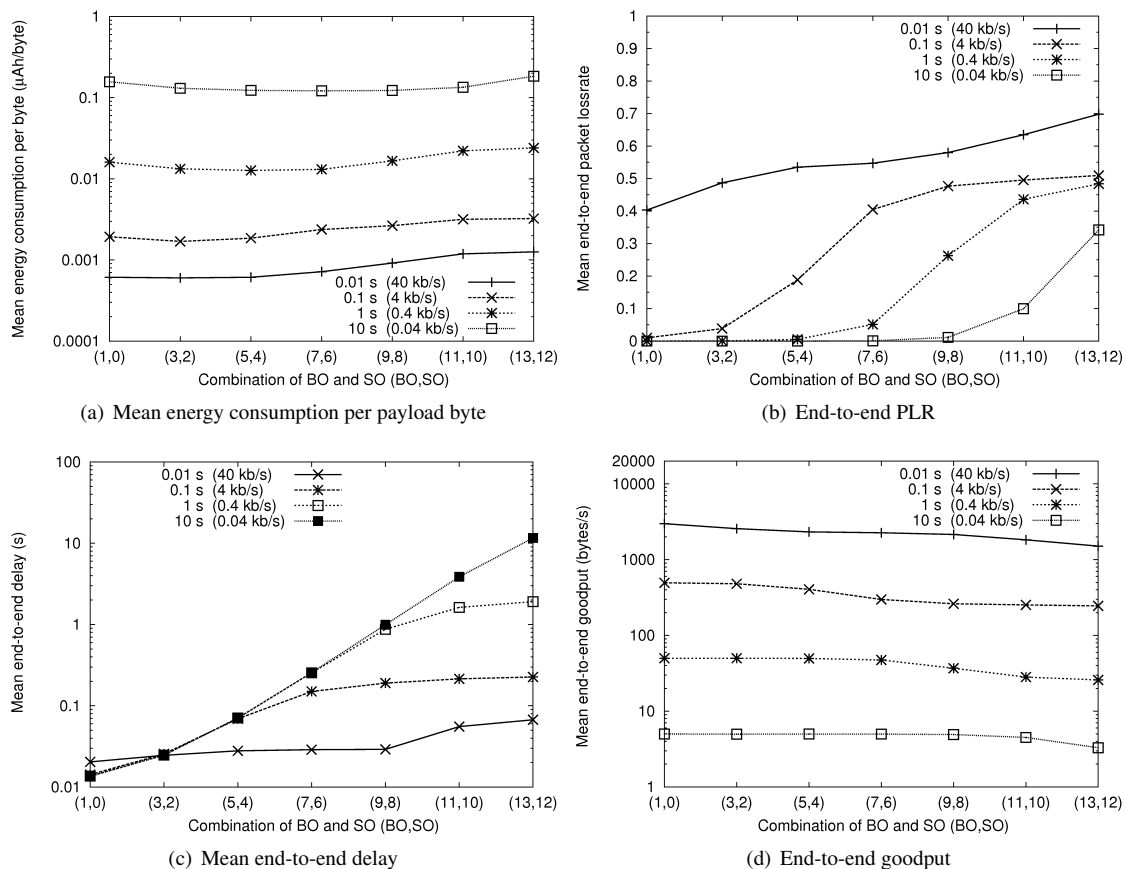 Mean energy consumption per byte (µAh/byte)
1
0.1
0.01
0.001
0.0001
0.01 s (40 kb/s)
0.1 s (4 kb/s)
1 s (0.4 kb/s)
10 s (0.04 kb/s)
(1,0) (3,2) (5,4) (7,6) (9,8) (11,10) (13,12)
Combination of BO and SO (BO,SO)
(a) Mean energy consumption per payload byte
Mean end-to-end packet lossrate
1
0.9
0.8
0.7
0.6
0.5
0.4
0.3
0.2
0.1
0
0.01 s (40 kb/s)
0.1 s (4 kb/s)
1 s (0.4 kb/s)
10 s (0.04 kb/s)
(1,0) (3,2) (5,4) (7,6) (9,8) (11,10) (13,12)
Combination of BO and SO (BO,SO)
(b) End-to-end PLR
Mean end-to-end delay (s)
100
10
1
0.1
0.01
0.01 s (40 kb/s)
0.1 s (4 kb/s)
1 s (0.4 kb/s)
10 s (0.04 kb/s)
(1,0) (3,2) (5,4) (7,6) (9,8) (11,10) (13,12)
Combination of BO and SO (BO,SO)
(c) Mean end-to-end delay
Mean end-to-end goodput (bytes/s)
20000
10000
1000
100
10
1
0.01 s (40 kb/s)
0.1 s (4 kb/s)
1 s (0.4 kb/s)
10 s (0.04 kb/s)
(1,0) (3,2) (5,4) (7,6) (9,8) (11,10) (13,12)
Combination of BO and SO (BO,SO)
(d) End-to-end goodput